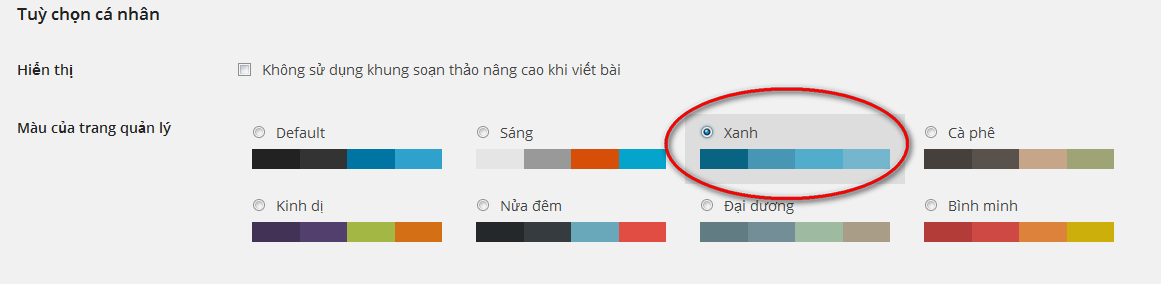 Tuỳ chọn cá nhân
Hiển thị
Không sử dụng khung soạn thảo nâng cao khi viết bài
Màu của trang quản lý
Default
Sáng
Xanh
Cà phê
Kinh dị
Nửa đêm
Đại dương
Bình minh